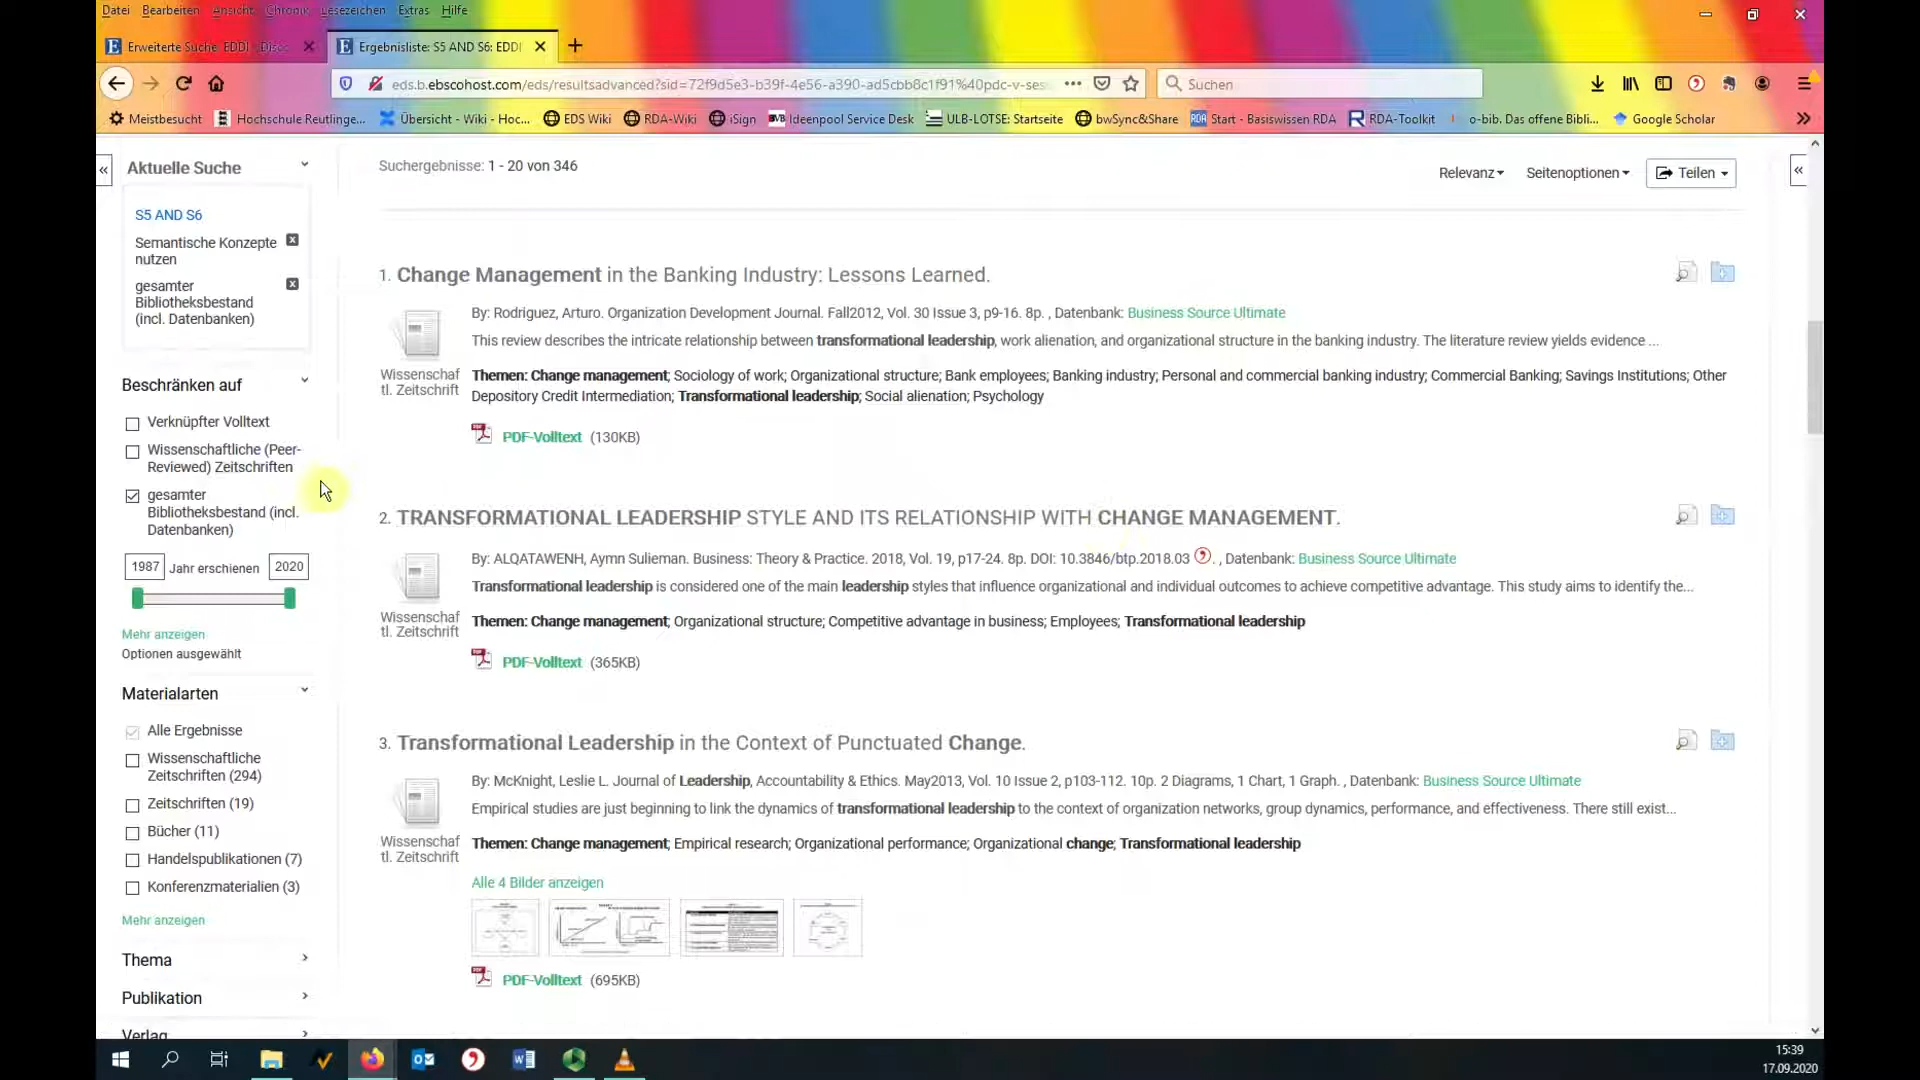 Datei Bearbeiten Ansicht Chronik Lesezeichen Extras Hilfe
Erweiterte Suche: EDDI - Disco
Ergebnisliste: S5 AND S6: EDDI
eds.b.ebscohost.com/eds/resultsadvanced?sid=72f9d5e3-b39f-4e56-a390-ad5cbb8c1f91%40pdc-v-ses
Suchen
Meistbesucht Hochschule Reutlinge... Übersicht - Wiki - Hoc... EDS Wiki RDA-Wiki iSign Ideenpool Service Desk ULB-LOTSE: Startseite bwSync&Share Start - Basiswissen RDA RDA-Toolkit o-bib. Das offene Bibli... Google Scholar
Aktuelle Suche
S5 AND S6
Semantische Konzepte
nutzen
gesamter
Bibliotheksbestand
(incl. Datenbanken)
Beschränken auf
Verknüpfter Volltext
Wissenschaftliche (Peer-
Reviewed) Zeitschriften
gesamter
Bibliotheksbestand (incl.
Datenbanken)
1987 Jahr erschienen 2020
Mehr anzeigen
Optionen ausgewählt
Materialarten
Alle Ergebnisse
Wissenschaftliche
Zeitschriften (294)
Zeitschriften (19)
Bücher (11)
Handelspublikationen (7)
Konferenzmaterialien (3)
Mehr anzeigen
Thema
Publikation
Verlag
Suchergebnisse: 1 - 20 von 346
Relevanz Seitenoptionen Teilen
1. Change Management in the Banking Industry: Lessons Learned.
By: Rodriguez, Arturo. Organization Development Journal. Fall2012, Vol. 30 Issue 3, p9-16. 8p. , Datenbank: Business Source Ultimate
This review describes the intricate relationship between transformational leadership, work alienation, and organizational structure in the banking industry. The literature review yields evidence ...
Wissenschaf
tl. Zeitschrift
Themen: Change management; Sociology of work; Organizational structure; Bank employees; Banking industry; Personal and commercial banking industry; Commercial Banking; Savings Institutions; Other
Depository Credit Intermediation; Transformational leadership; Social alienation; Psychology
PDF-Volltext (130KB)
2. TRANSFORMATIONAL LEADERSHIP STYLE AND ITS RELATIONSHIP WITH CHANGE MANAGEMENT.
By: ALQATAWENH, Aymn Sulieman. Business: Theory & Practice. 2018, Vol. 19, p17-24. 8p. DOI: 10.3846/btp.2018.03 . , Datenbank: Business Source Ultimate
Transformational leadership is considered one of the main leadership styles that influence organizational and individual outcomes to achieve competitive advantage. This study aims to identify the...
Wissenschaf
tl. Zeitschrift
Themen: Change management; Organizational structure; Competitive advantage in business; Employees; Transformational leadership
PDF-Volltext (365KB)
3. Transformational Leadership in the Context of Punctuated Change.
By: McKnight, Leslie L. Journal of Leadership, Accountability & Ethics. May2013, Vol. 10 Issue 2, p103-112. 10p. 2 Diagrams, 1 Chart, 1 Graph. , Datenbank: Business Source Ultimate
Empirical studies are just beginning to link the dynamics of transformational leadership to the context of organization networks, group dynamics, performance, and effectiveness. There still exist...
Wissenschaf
tl. Zeitschrift
Themen: Change management; Empirical research; Organizational performance; Organizational change; Transformational leadership
Alle 4 Bilder anzeigen
PDF-Volltext (695KB)
15:39
17.09.2020